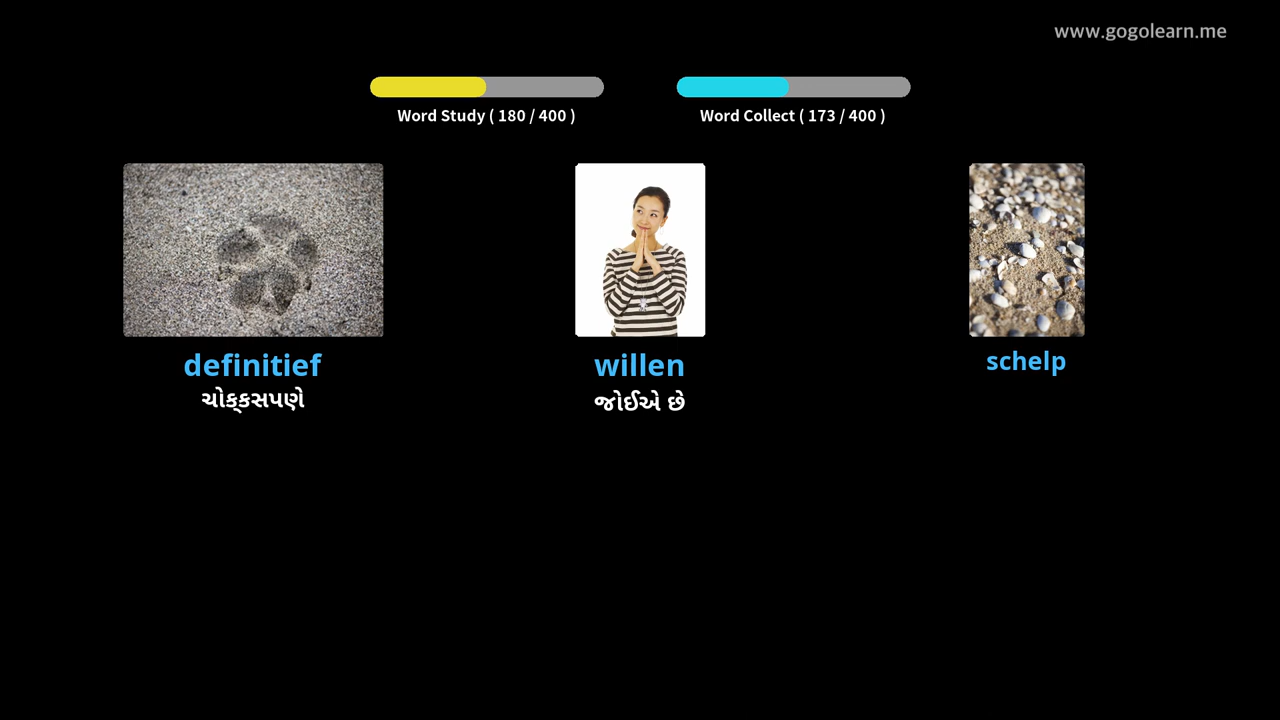 www.gogolearn.me
Word Study ( 180 / 400 )
Word Collect ( 173 / 400 )
definitief
willen
schelp
ચોક્કસપણે
જોઈએ છે